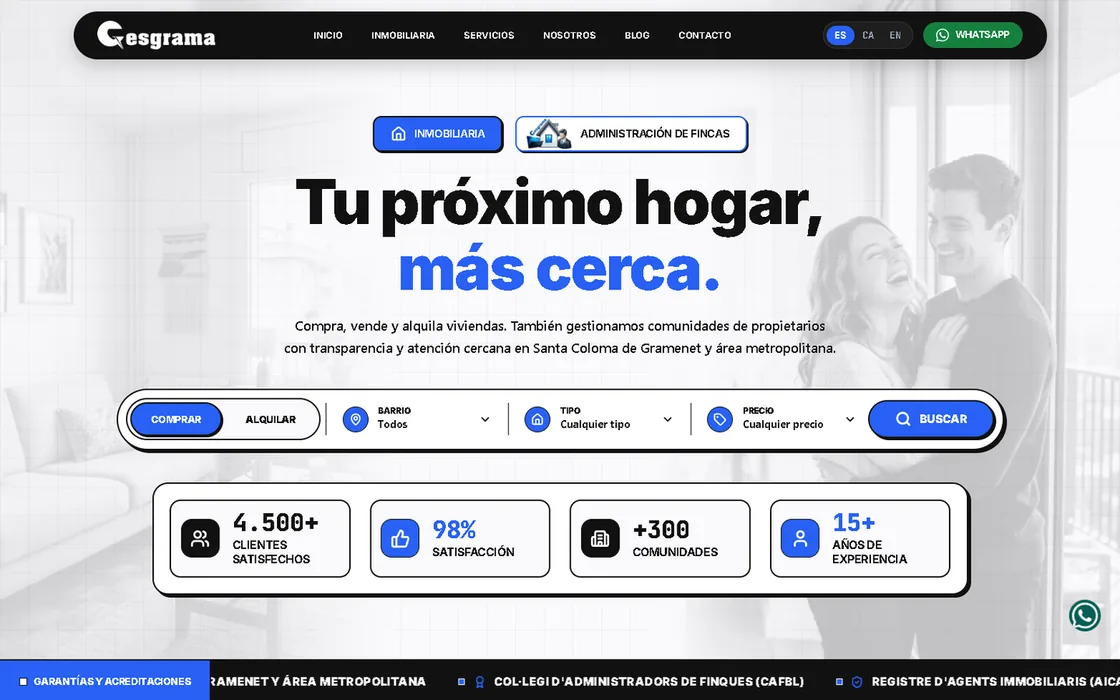 Gesgrama
INICIO
INMOBILIARIA
SERVICIOS
NOSOTROS
BLOG
CONTACTO
ES
CA
EN
WHATSAPP
INMOBILIARIA
ADMINISTRACIÓN DE FINCAS
Tu próximo hogar,
más cerca.
Compra, vende y alquila viviendas. También gestionamos comunidades de propietarios
con transparencia y atención cercana en Santa Coloma de Gramenet y área metropolitana.
COMPRAR
ALQUILAR
BARRIO
Todos
TIPO
Cualquier tipo
PRECIO
Cualquier precio
BUSCAR
4.500+
CLIENTES
SATISFECHOS
98%
SATISFACCIÓN
+300
COMUNIDADES
15+
AÑOS DE
EXPERIENCIA
GARANTÍAS Y ACREDITACIONES
RAMENET Y ÁREA METROPOLITANA
COL·LEGI D'ADMINISTRADORS DE FINQUES (CAFBL)
REGISTRE D'AGENTS IMMOBILIARIS (AIC